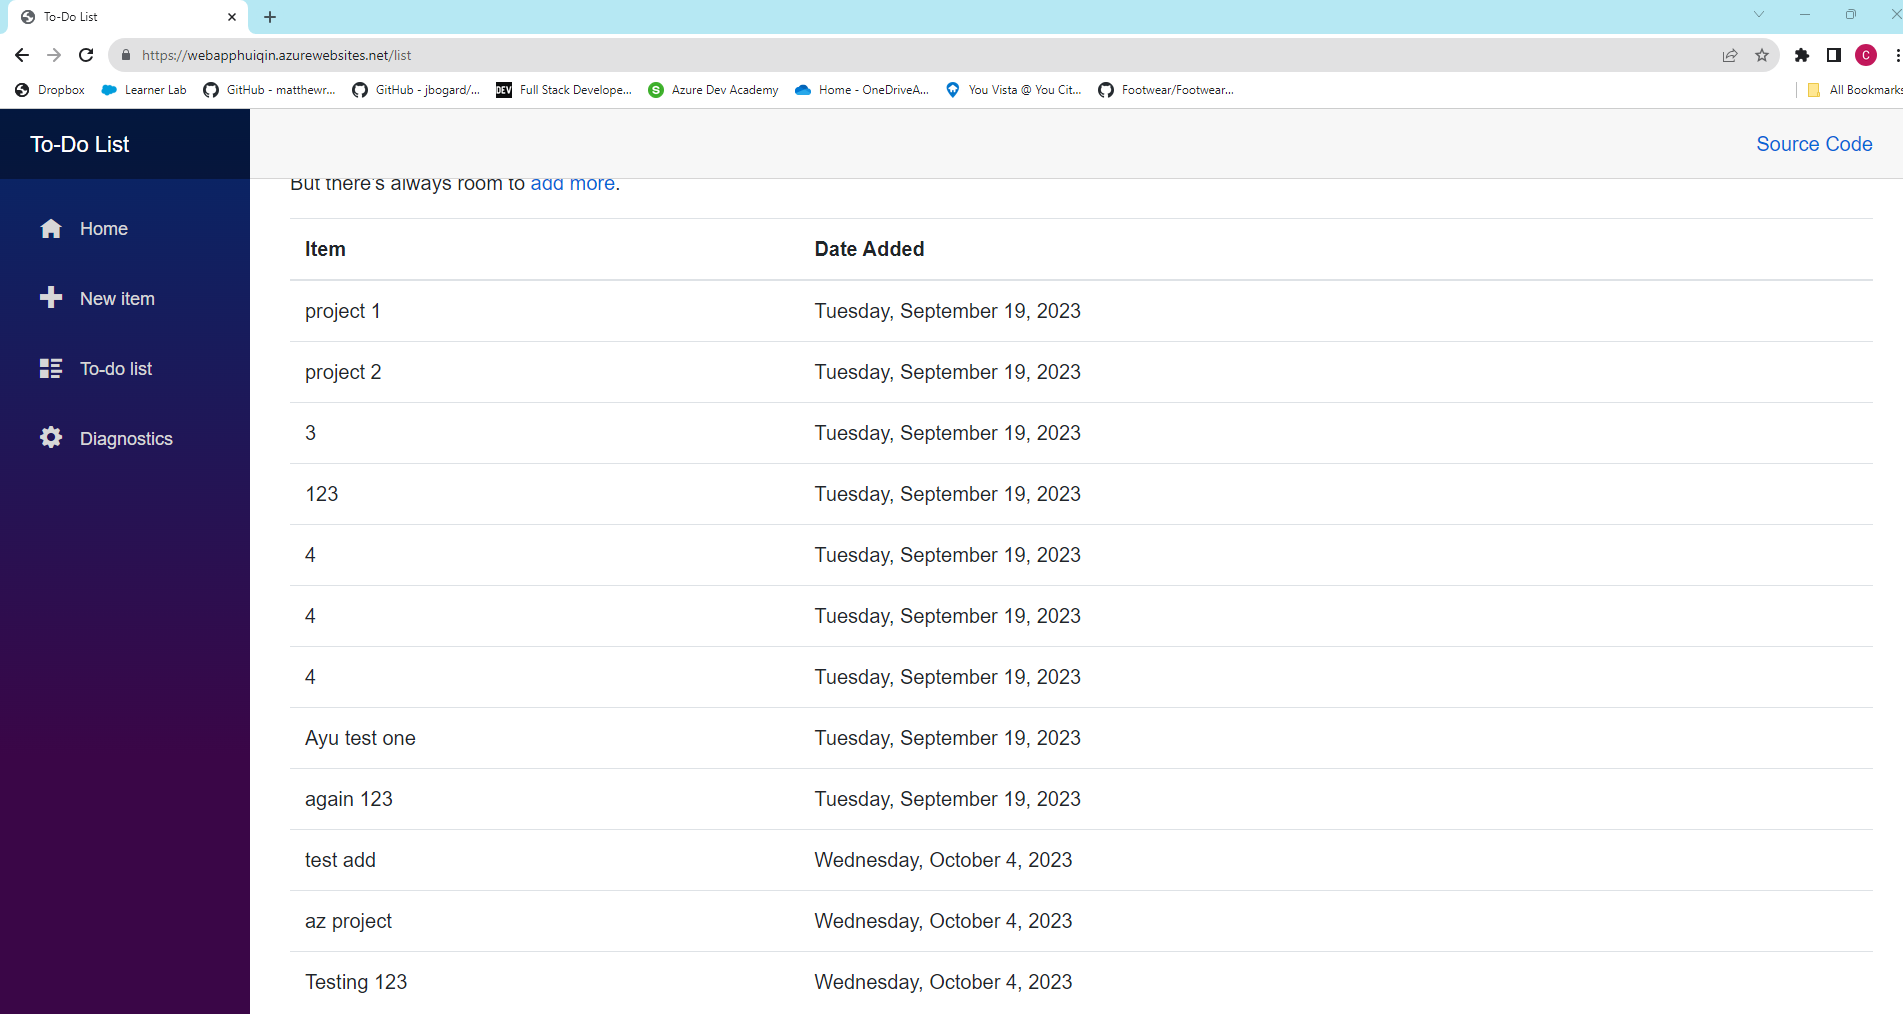 To-Do List
https://webapphuiqin.azurewebsites.net/list
C
Dropbox Learner Lab GitHub - matthewr... GitHub - jbogard/... DEV Full Stack Develope... S Azure Dev Academy Home - OneDriveA... You Vista @ You Cit... Footwear/Footwear... All Bookmarks
To-Do List
Source Code
But there's always room to add more.
Home
New item
To-do list
Diagnostics
Item Date Added
project 1 Tuesday, September 19, 2023
project 2 Tuesday, September 19, 2023
3 Tuesday, September 19, 2023
123 Tuesday, September 19, 2023
4 Tuesday, September 19, 2023
4 Tuesday, September 19, 2023
4 Tuesday, September 19, 2023
Ayu test one Tuesday, September 19, 2023
again 123 Tuesday, September 19, 2023
test add Wednesday, October 4, 2023
az project Wednesday, October 4, 2023
Testing 123 Wednesday, October 4, 2023